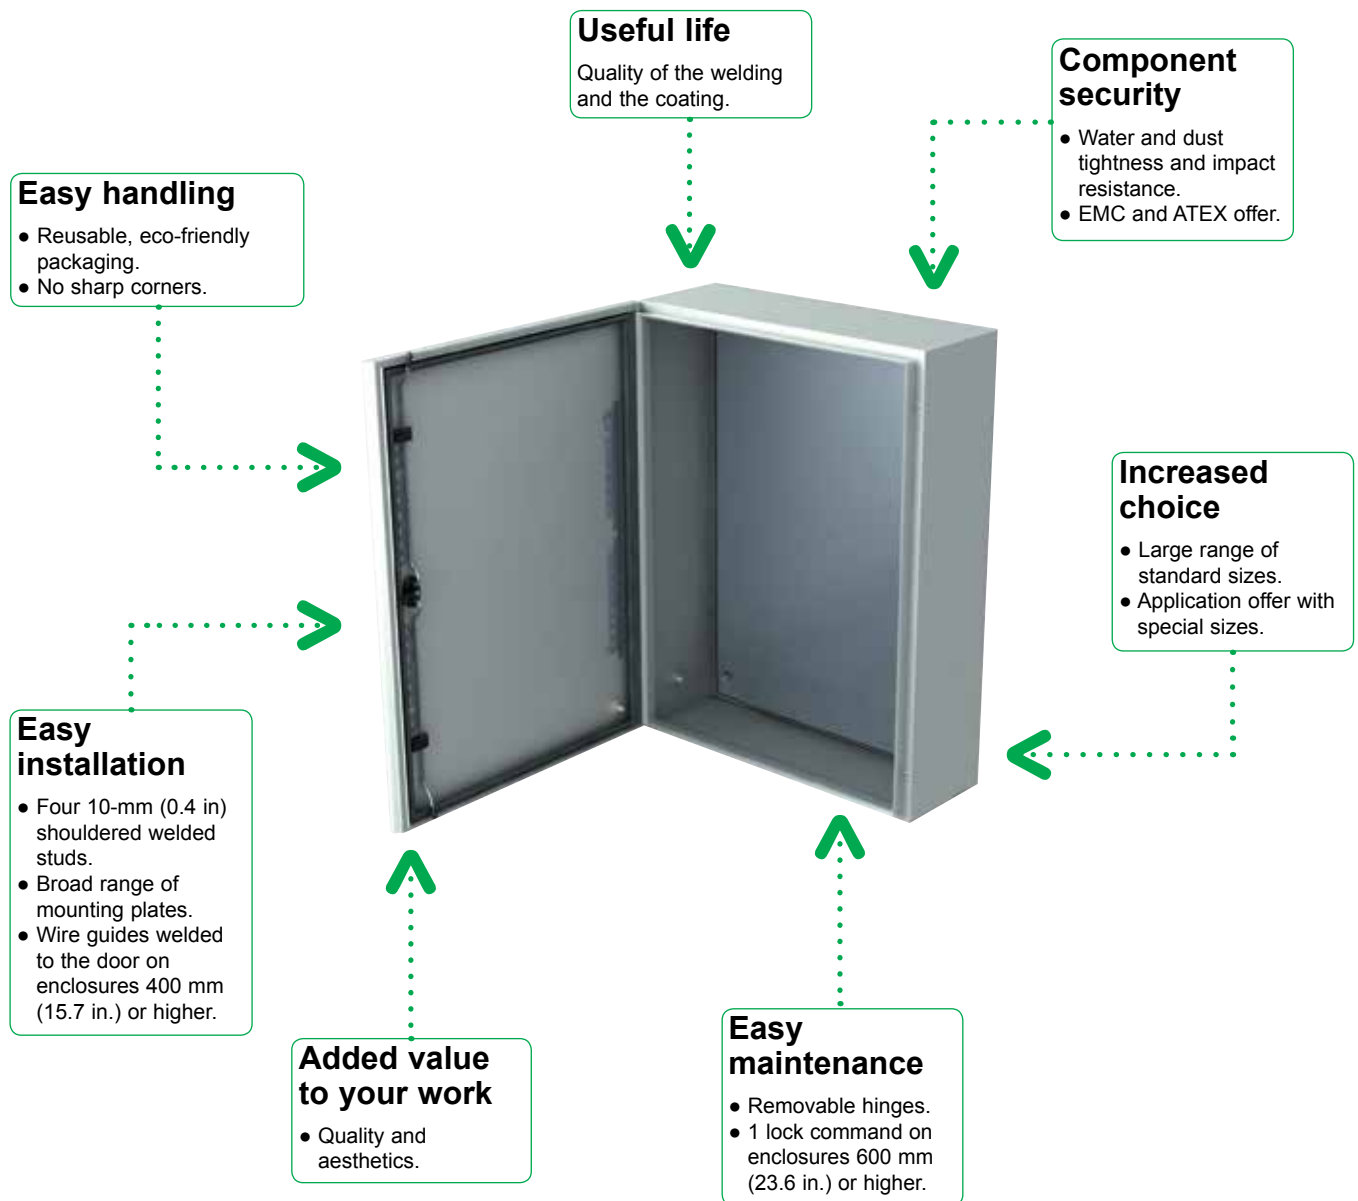 Useful life
Quality of the welding
and the coating.
Component
security
● Water and dust
tightness and impact
resistance.
● EMC and ATEX offer.
Easy handling
● Reusable, eco-friendly
packaging.
● No sharp corners.
Increased
choice
● Large range of
standard sizes.
● Application offer with
special sizes.
Easy
installation
● Four 10-mm (0.4 in)
shouldered welded
studs.
● Broad range of
mounting plates.
● Wire guides welded
to the door on
enclosures 400 mm
(15.7 in.) or higher.
Added value
to your work
● Quality and
aesthetics.
Easy
maintenance
● Removable hinges.
● 1 lock command on
enclosures 600 mm
(23.6 in.) or higher.